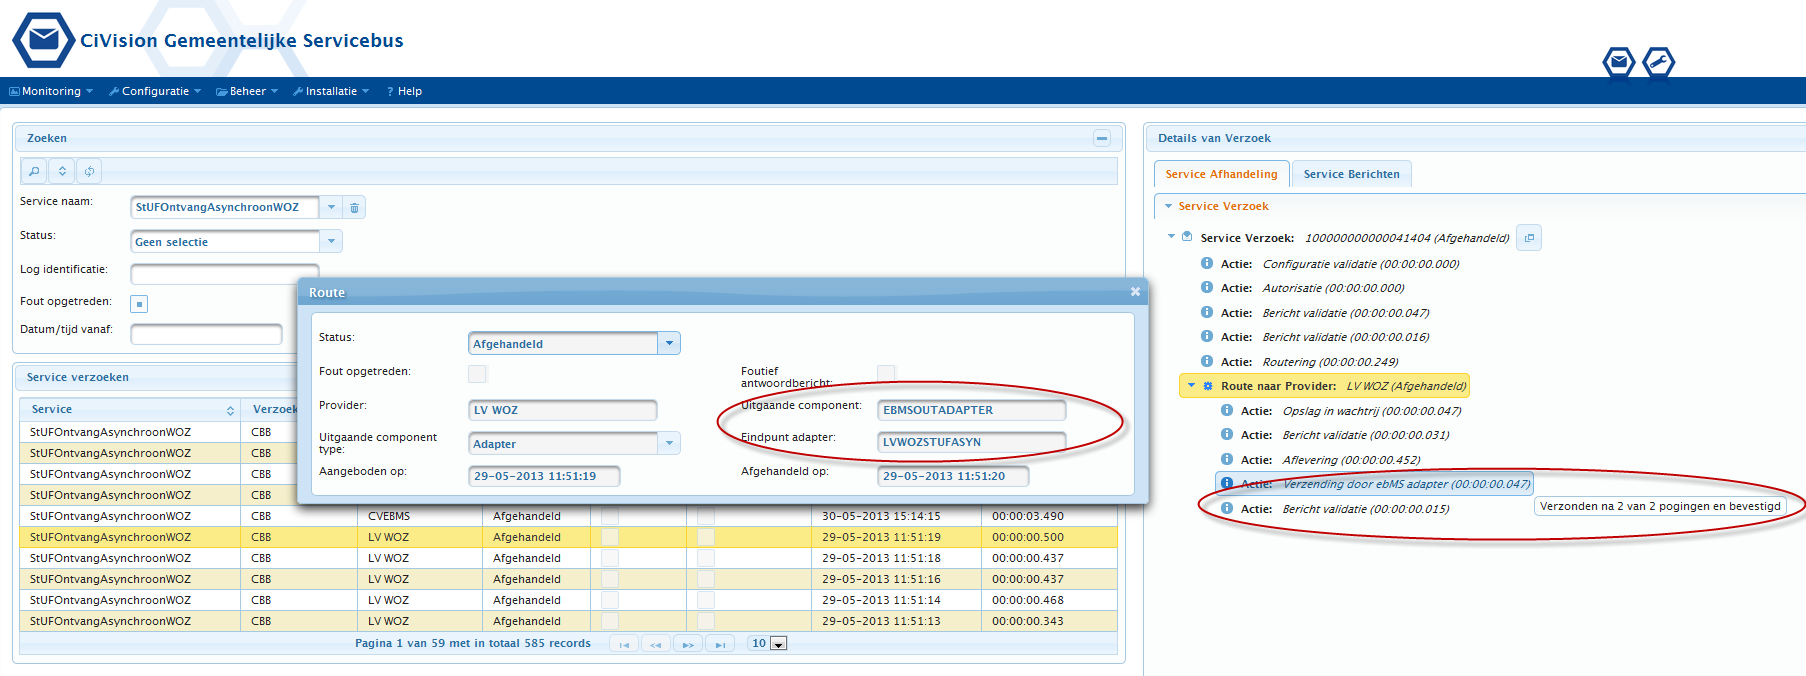 CiVision Gemeentelijke Servicebus
Monitoring Configuratie Beheer Installatie ? Help
Zoeken
Service naam: StUFOntvangAsynchroonWOZ
Status: Geen selectie
Log identificatie:
Fout opgetreden:
Datum/tijd vanaf:
Service verzoeken
Service Verzoek
StUFOntvangAsynchroonWOZ CBB
StUFOntvangAsynchroonWOZ CBB
StUFOntvangAsynchroonWOZ CBB
StUFOntvangAsynchroonWOZ CBB
StUFOntvangAsynchroonWOZ CBB CVEBMS Afgehandeld 30-05-2013 15:14:15 00:00:03.490
StUFOntvangAsynchroonWOZ CBB LV WOZ Afgehandeld 29-05-2013 11:51:19 00:00:00.500
StUFOntvangAsynchroonWOZ CBB LV WOZ Afgehandeld 29-05-2013 11:51:18 00:00:00.437
StUFOntvangAsynchroonWOZ CBB LV WOZ Afgehandeld 29-05-2013 11:51:16 00:00:00.437
StUFOntvangAsynchroonWOZ CBB LV WOZ Afgehandeld 29-05-2013 11:51:14 00:00:00.468
StUFOntvangAsynchroonWOZ CBB LV WOZ Afgehandeld 29-05-2013 11:51:13 00:00:00.343
Pagina 1 van 59 met in totaal 585 records 10
Route
Status: Afgehandeld
Fout opgetreden: Foutief antwoordbericht:
Provider: LV WOZ Uitgaande component: EBMSOUTADAPTER
Uitgaande component type: Adapter Eindpunt adapter: LVWOZSTUFASYN
Aangeboden op: 29-05-2013 11:51:19 Afgehandeld op: 29-05-2013 11:51:20
Details van Verzoek
Service Afhandeling Service Berichten
Service Verzoek
Service Verzoek: 100000000000041404 (Afgehandeld)
Actie: Configuratie validatie (00:00:00.000)
Actie: Autorisatie (00:00:00.000)
Actie: Bericht validatie (00:00:00.047)
Actie: Bericht validatie (00:00:00.016)
Actie: Routering (00:00:00.249)
Route naar Provider: LV WOZ (Afgehandeld)
Actie: Opslag in wachtrij (00:00:00.047)
Actie: Bericht validatie (00:00:00.031)
Actie: Aflevering (00:00:00.452)
Actie: Verzending door ebMS adapter (00:00:00.047)
Actie: Bericht validatie (00:00:00.015)
Verzonden na 2 van 2 pogingen en bevestigd